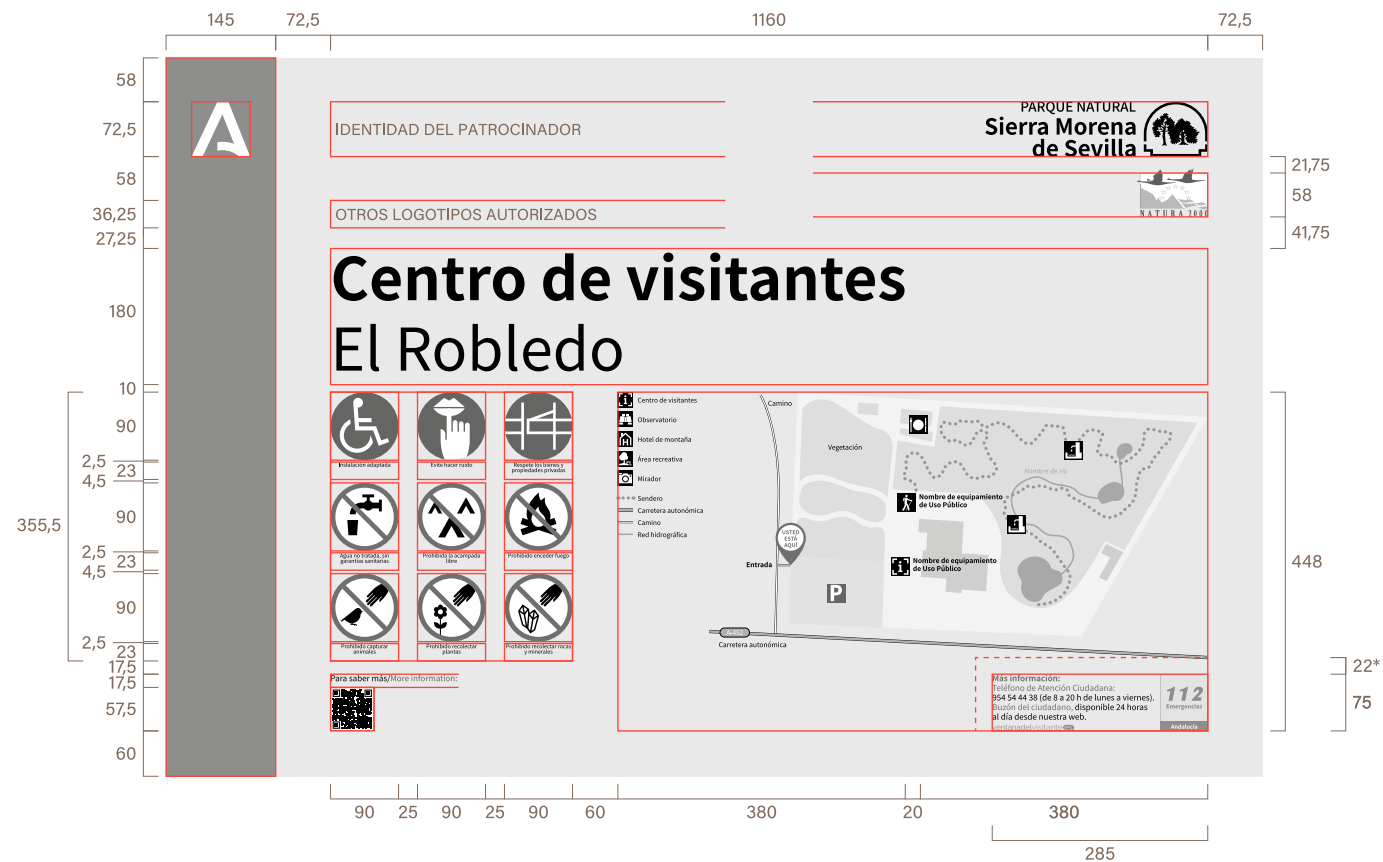 145
72,5
1160
72,5
58
72,5
58
36,25
27,25
180
10
90
2,5
23
4,5
90
2,5
23
4,5
90
2,5
23
17,5
17,5
57,5
60
355,5
IDENTIDAD DEL PATROCINADOR
PARQUE NATURAL
Sierra Morena
de Sevilla
OTROS LOGOTIPOS AUTORIZADOS
NATURA 2000
21,75
58
41,75
Centro de visitantes
El Robledo
Instalación adaptada
Evite hacer ruido
Respete los bienes y
propiedades privadas
Agua no tratada, sin
garantías sanitarias
Prohibida la acampada
libre
Prohibido enceder fuego
Prohibido capturar
animales
Prohibido recolectar
plantas
Prohibido recolectar rocas
y minerales
Para saber más/More information:
Centro de visitantes
Observatorio
Hotel de montaña
Área recreativa
Mirador
Sendero
Carretera autonómica
Camino
Red hidrográfica
Camino
Vegetación
Nombre de río
Nombre de equipamiento
de Uso Público
USTED
ESTÁ
AQUÍ
Entrada
Nombre de equipamiento
de Uso Público
P
A-452
Carretera autonómica
Más información:
Teléfono de Atención Ciudadana:
954 54 44 38 (de 8 a 20 h de lunes a viernes).
Buzón del ciudadano, disponible 24 horas
al día desde nuestra web.
ventanadelvisitante
112
Emergencias
Andalucía
448
22*
75
90
25
90
25
90
60
380
20
380
285